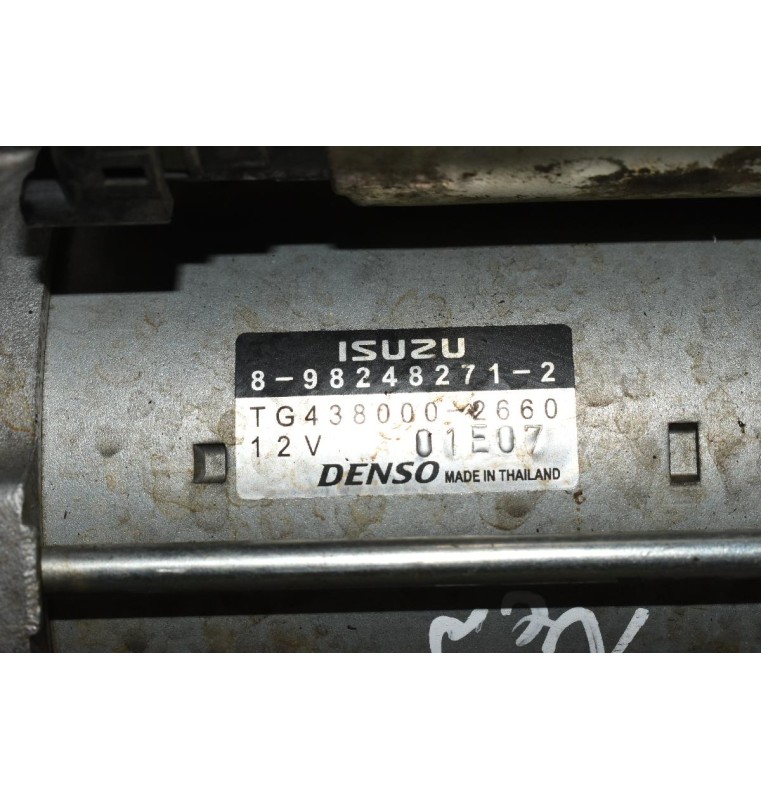 ISUZU
8-98248271-2
TG438000-2660
12V 01E07
DENSO MADE IN THAILAND